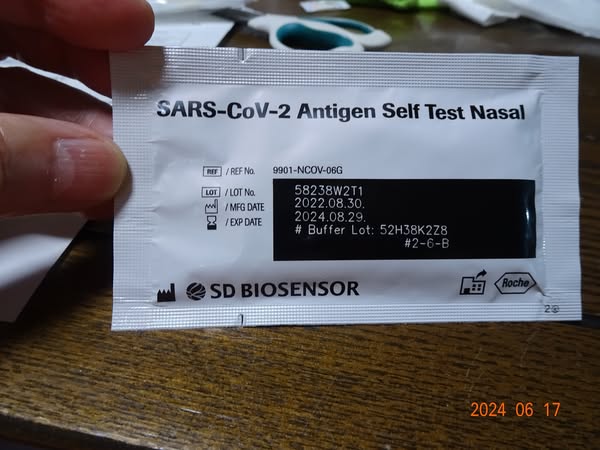 SARS-CoV-2 Antigen Self Test Nasal
REF / REF No. 9901-NCOV-06G
LOT / LOT No. 58238W2T1
/ MFG DATE 2022.08.30.
/ EXP DATE 2024.08.29.
# Buffer Lot: 52H38K2Z8
#2-6-B
SD BIOSENSOR
Roche
2024 06 17